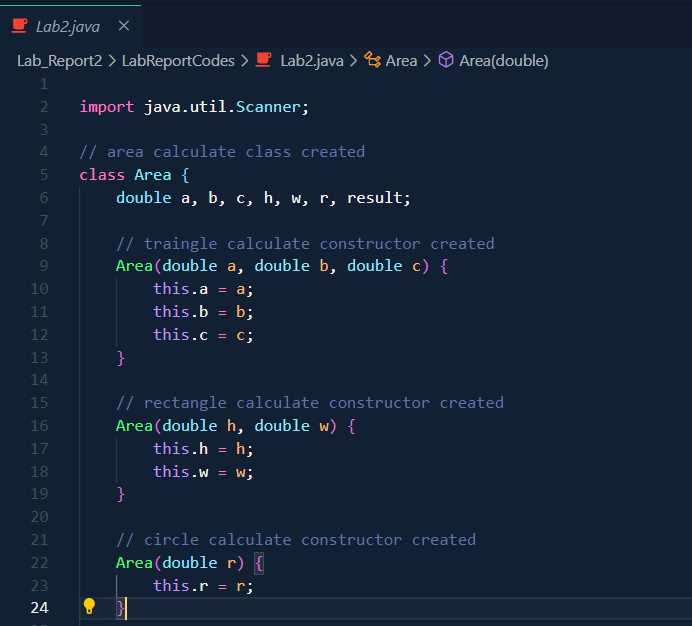 Lab2.java
Lab_Report2 > LabReportCodes > Lab2.java > Area > Area(double)
1
2 import java.util.Scanner;
3
4 // area calculate class created
5 class Area {
6 double a, b, c, h, w, r, result;
7
8 // traingle calculate constructor created
9 Area(double a, double b, double c) {
10 this.a = a;
11 this.b = b;
12 this.c = c;
13 }
14
15 // rectangle calculate constructor created
16 Area(double h, double w) {
17 this.h = h;
18 this.w = w;
19 }
20
21 // circle calculate constructor created
22 Area(double r) {
23 this.r = r;
24 }